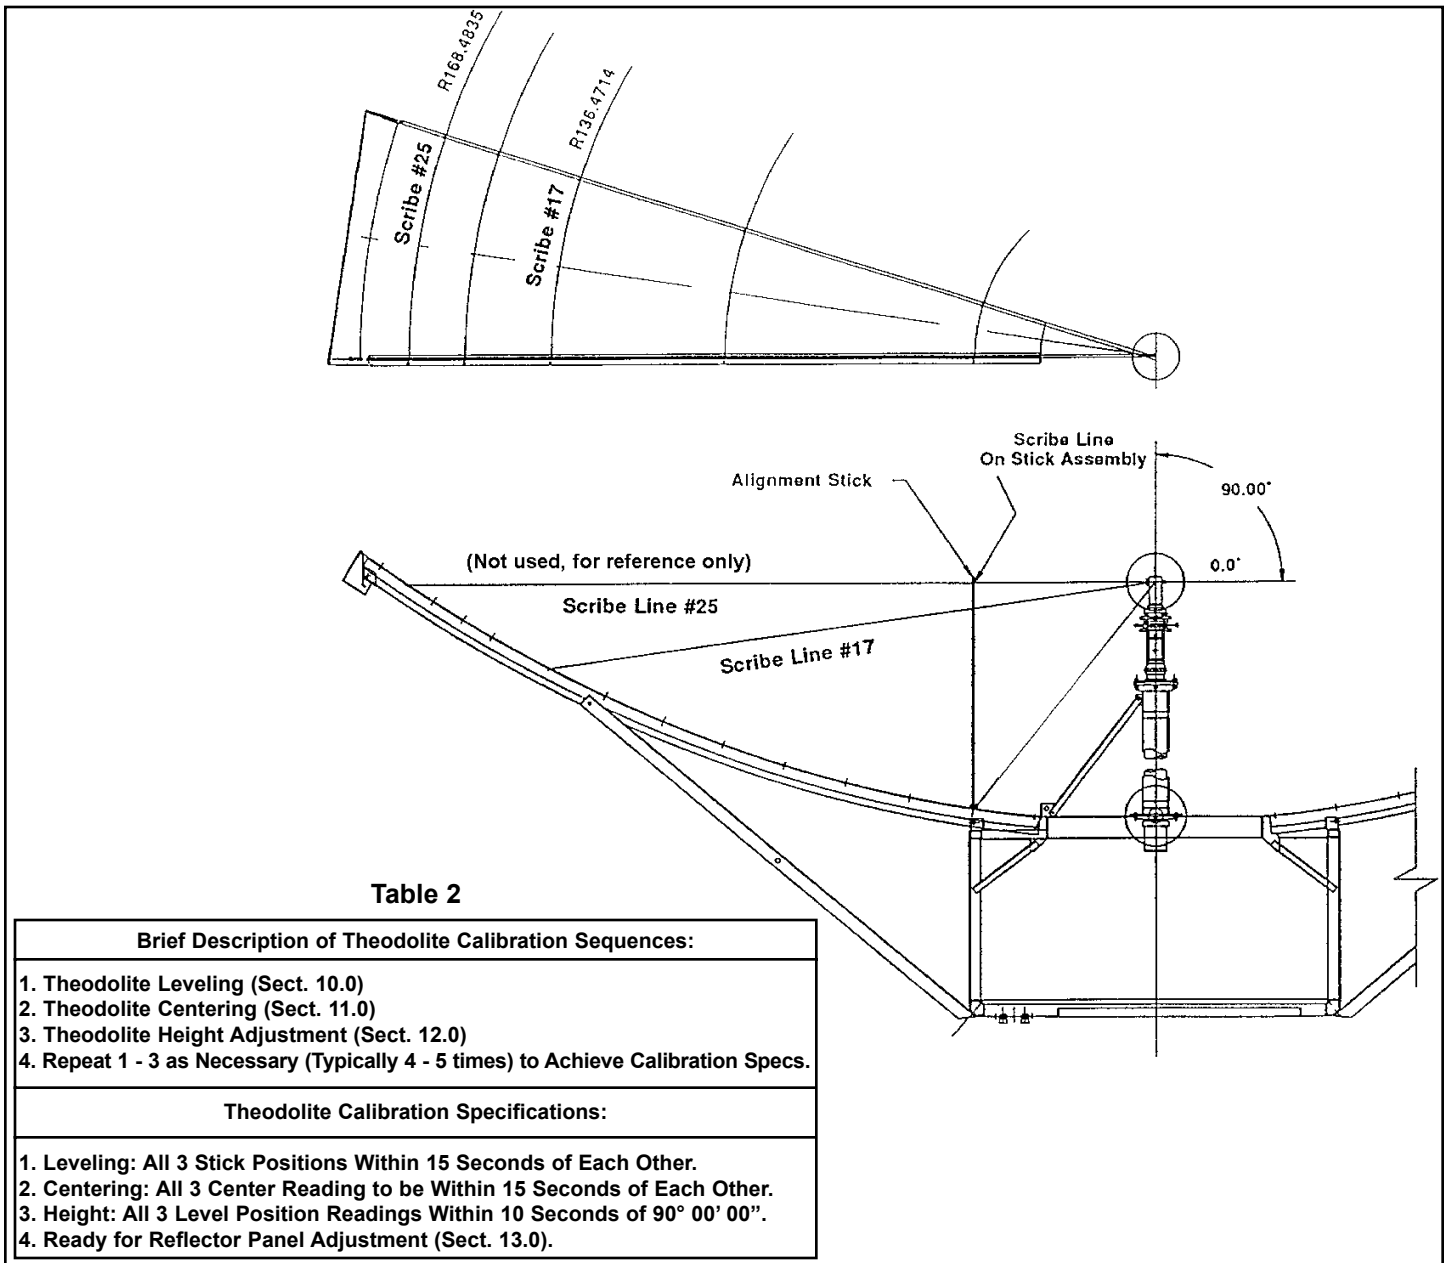 R168.4835
R136.4714
Scribe #25
Scribe #17
Scribe Line
On Stick Assembly
Alignment Stick
90.00°
(Not used, for reference only)
0.0°
Scribe Line #25
Scribe Line #17
Table 2
Brief Description of Theodolite Calibration Sequences:
1. Theodolite Leveling (Sect. 10.0)
2. Theodolite Centering (Sect. 11.0)
3. Theodolite Height Adjustment (Sect. 12.0)
4. Repeat 1 - 3 as Necessary (Typically 4 - 5 times) to Achieve Calibration Specs.
Theodolite Calibration Specifications:
1. Leveling: All 3 Stick Positions Within 15 Seconds of Each Other.
2. Centering: All 3 Center Reading to be Within 15 Seconds of Each Other.
3. Height: All 3 Level Position Readings Within 10 Seconds of 90° 00’ 00”.
4. Ready for Reflector Panel Adjustment (Sect. 13.0).